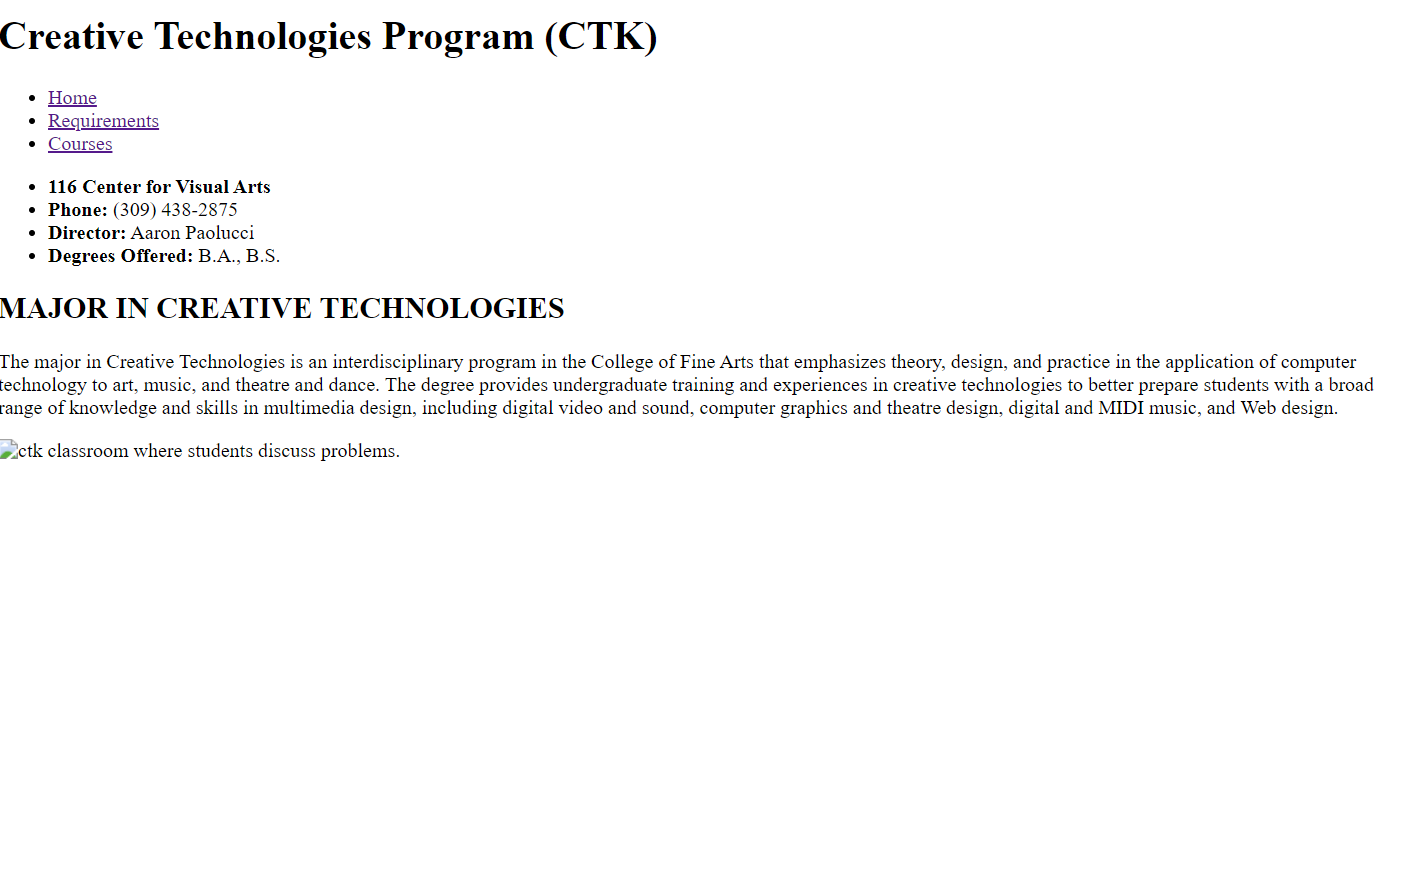 Creative Technologies Program (CTK)
Home
Requirements
Courses
116 Center for Visual Arts
Phone: (309) 438-2875
Director: Aaron Paolucci
Degrees Offered: B.A., B.S.
MAJOR IN CREATIVE TECHNOLOGIES
The major in Creative Technologies is an interdisciplinary program in the College of Fine Arts that emphasizes theory, design, and practice in the application of computer
technology to art, music, and theatre and dance. The degree provides undergraduate training and experiences in creative technologies to better prepare students with a broad
range of knowledge and skills in multimedia design, including digital video and sound, computer graphics and theatre design, digital and MIDI music, and Web design.
ctk classroom where students discuss problems.